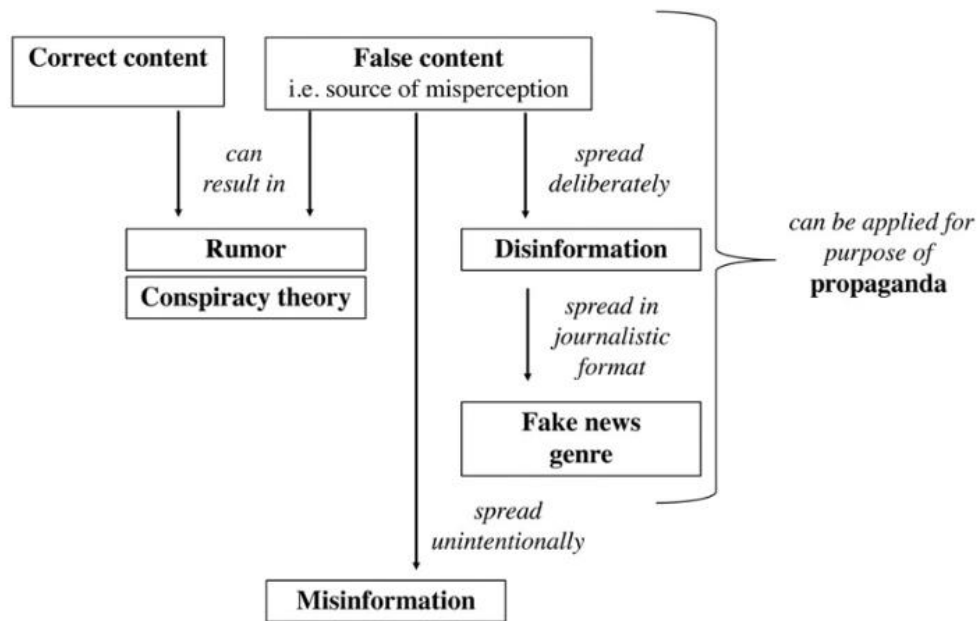 Correct content
False content
i.e. source of misperception
can
result in
spread
deliberately
Rumor
Conspiracy theory
Disinformation
spread in
journalistic
format
Fake news
genre
spread
unintentionally
Misinformation
can be applied for
purpose of
propaganda